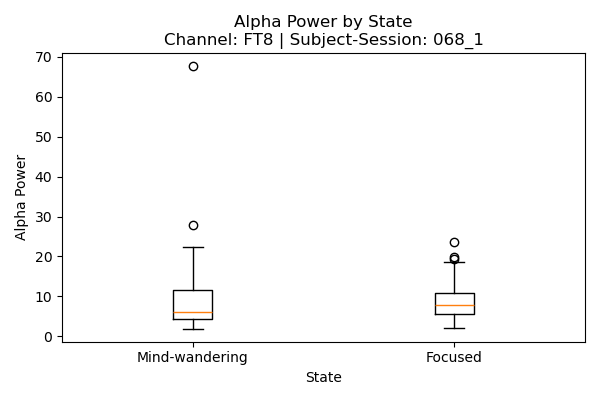 Alpha Power by State
Channel: FT8 | Subject-Session: 068_1
70
60
50
40
30
20
10
0
Alpha Power
Mind-wandering
Focused
State